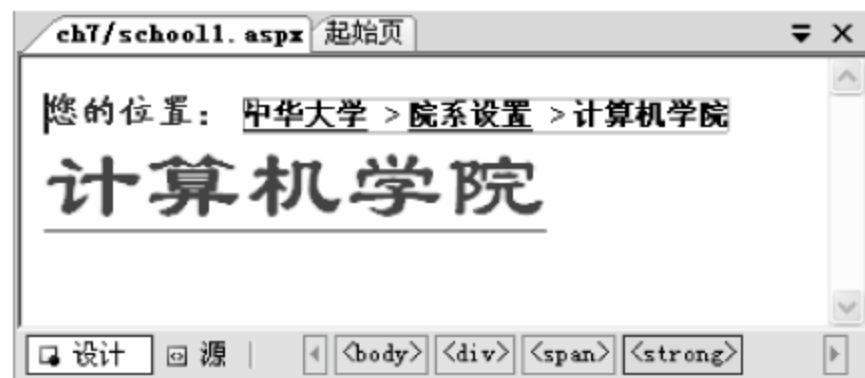 ch7/school1.aspx 起始页
您的位置: 中华大学 > 院系设置 > 计算机学院
计算机学院
设计 源 <body> <div> <span> <strong>